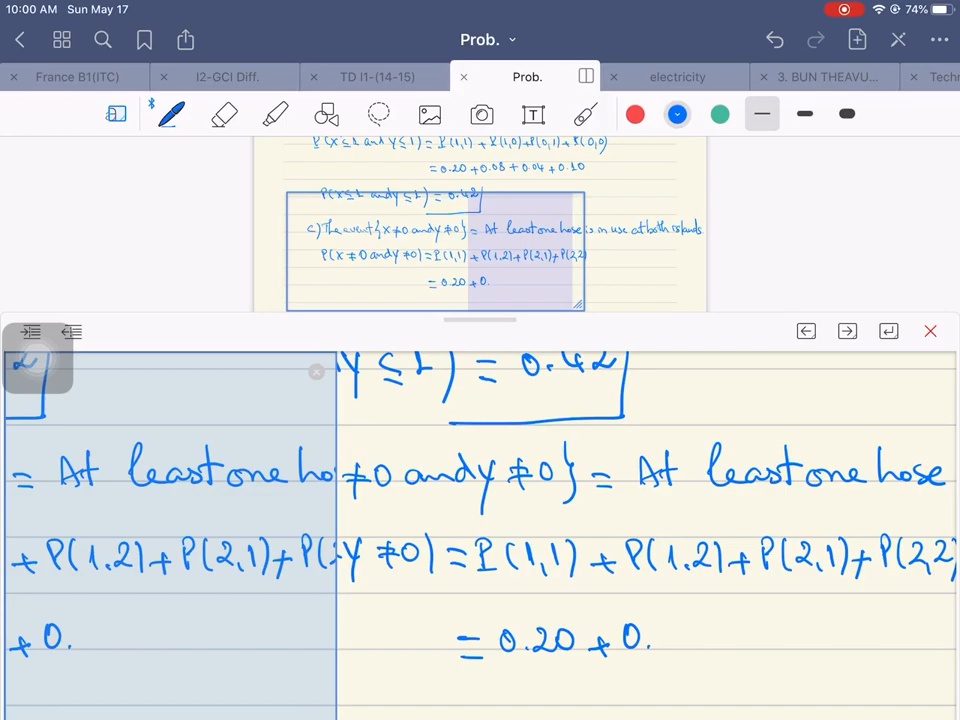 10:00 AM Sun May 17
74%
Prob.
France B1(ITC)
I2-GCI Diff.
TD I1-(14-15)
Prob.
electricity
3. BUN THEAVU...
Techn
P(X≤1 and Y≤1) = P(1,1) + P(1,0)+P(0,1)+P(0,0)
= 0.20 + 0.08 + 0.04 + 0.10
P(X≤1 and Y≤1) = 0.42
c) The event {X≠0 and Y≠0} = At least one hose is in use at both islands
P(X≠0 and Y≠0) = P(1,1) + P(1.2) + P(2,1) + P(2,2)
= 0.20 + 0.
2
Y ≤ 1) = 0.42
= At least one ho
≠0 and Y ≠0} = At least one hose
+ P(1.2) + P(2,1) + P(2
Y ≠0) = P(1,1) + P(1.2) + P(2,1) + P(2,2)
+ 0.
= 0.20 + 0.